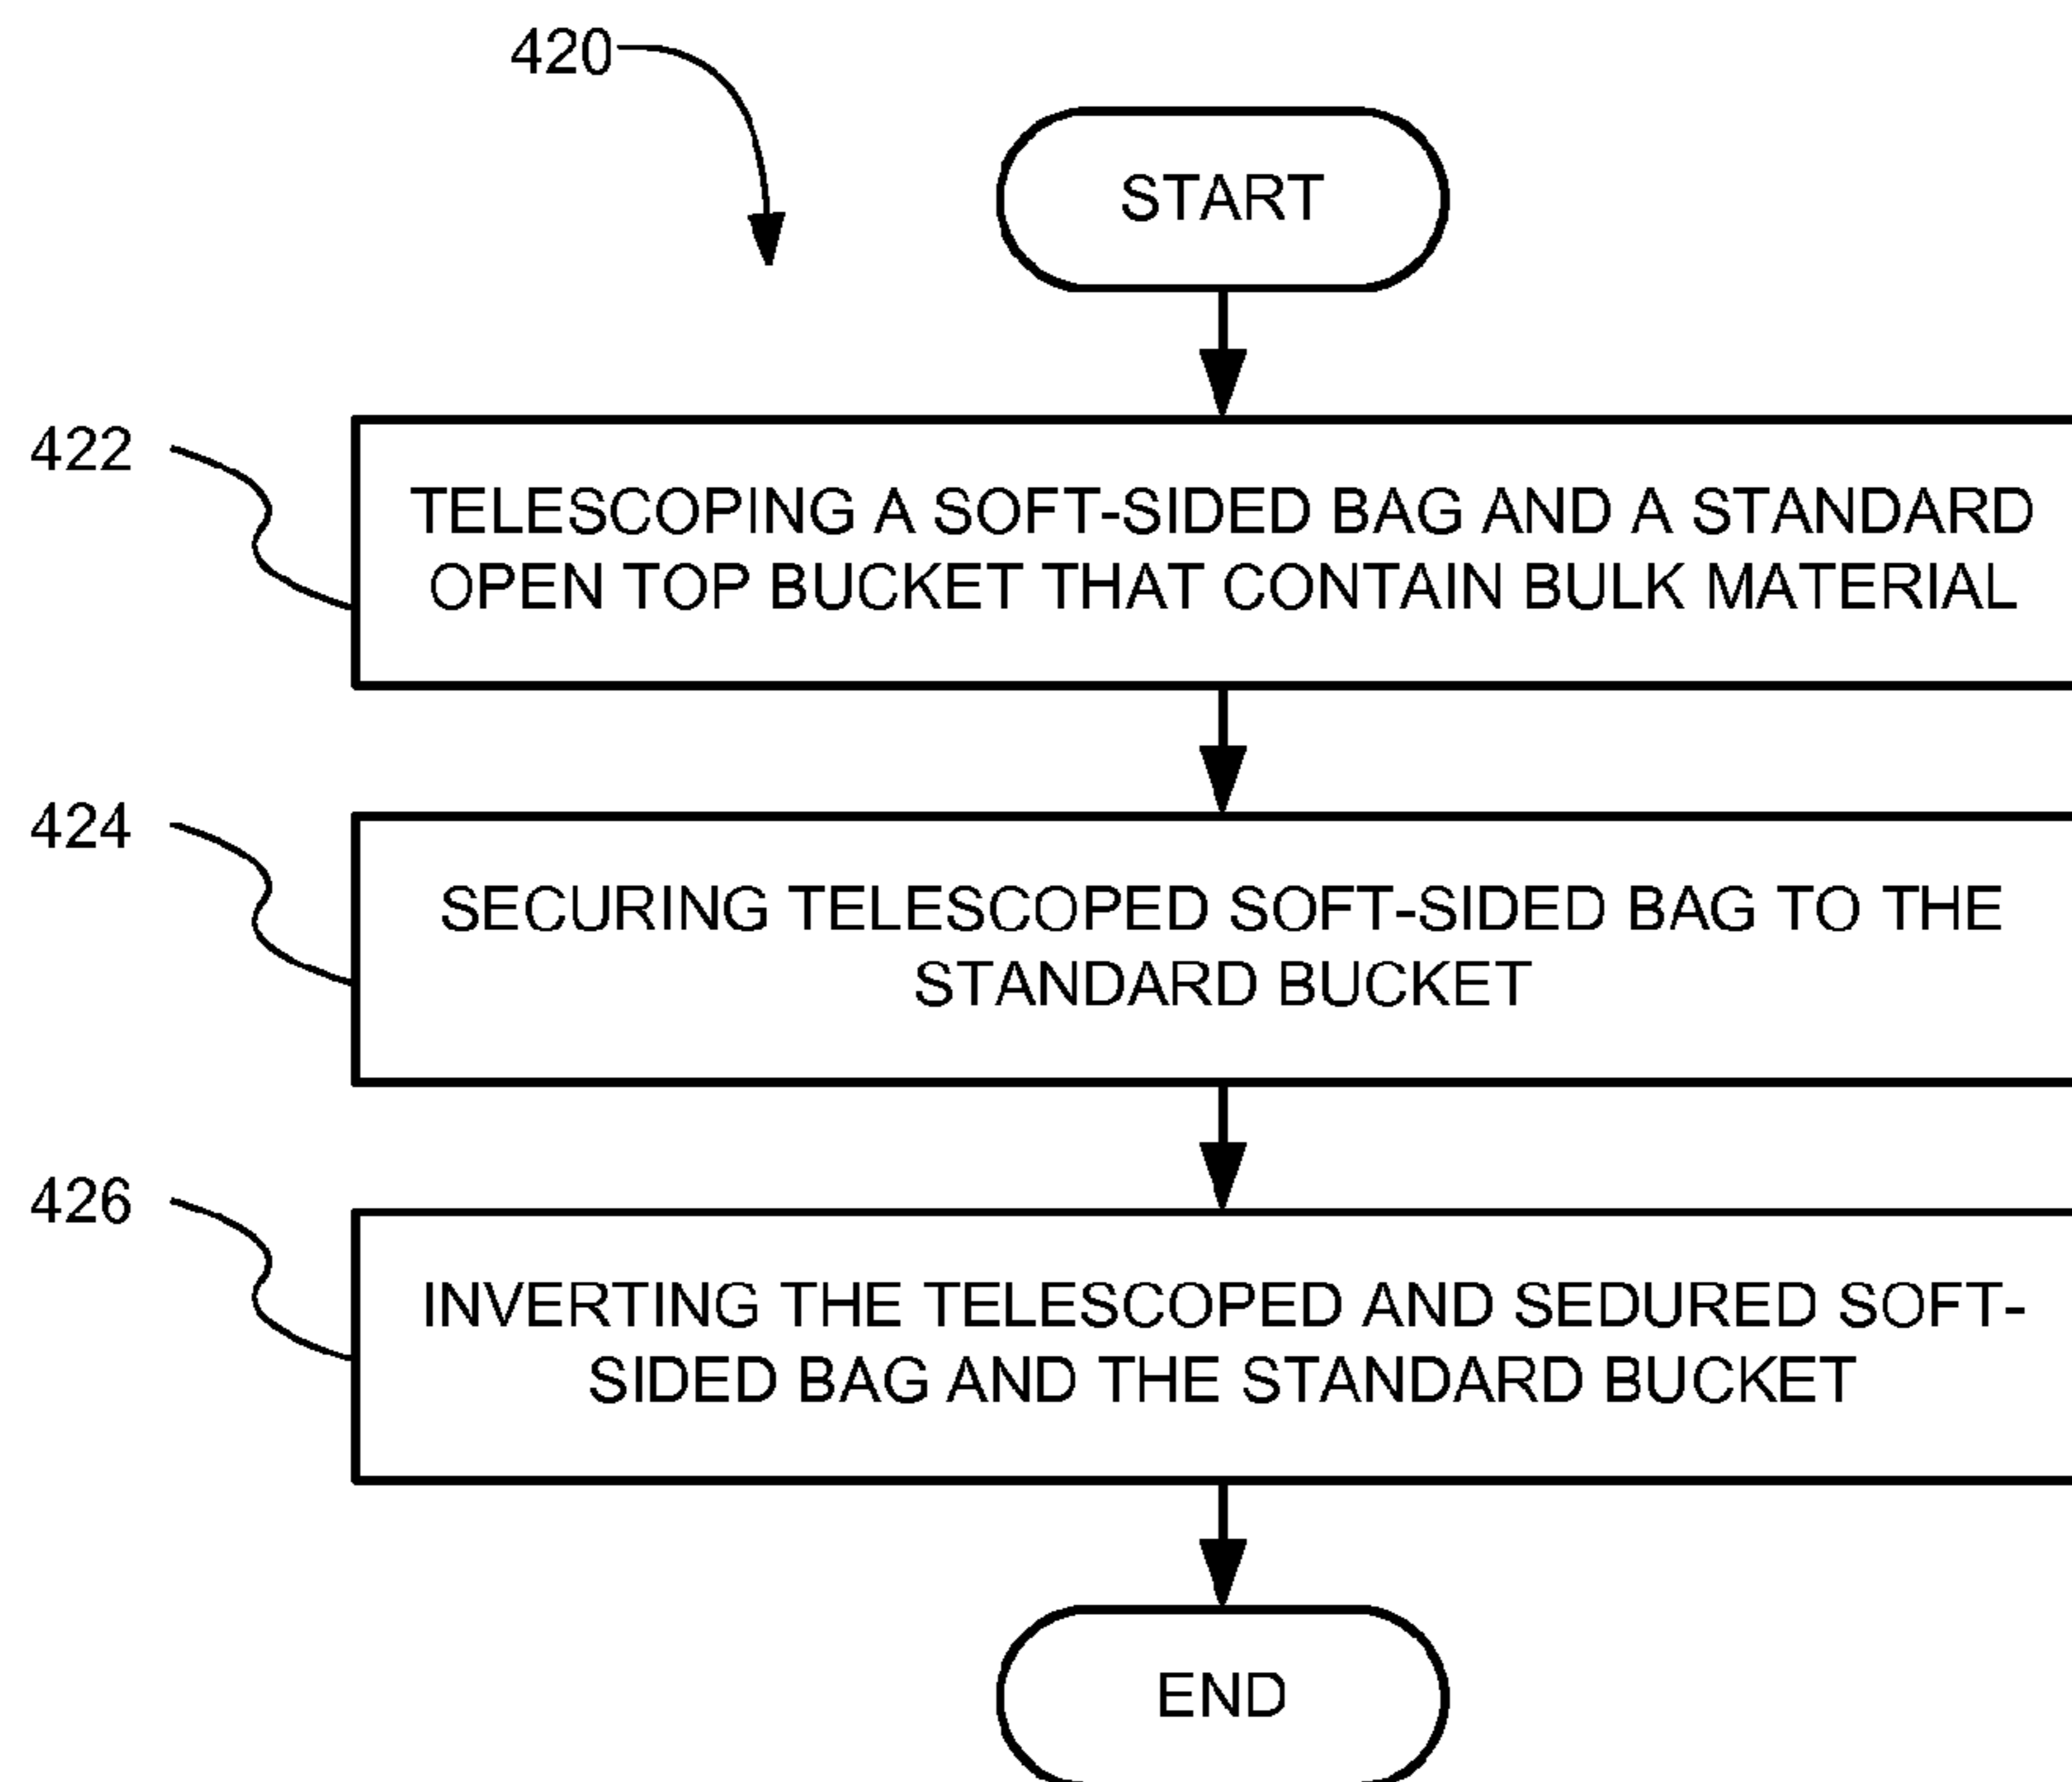 420
START
422
TELESCOPING A SOFT-SIDED BAG AND A STANDARD
OPEN TOP BUCKET THAT CONTAIN BULK MATERIAL
424
SECURING TELESCOPED SOFT-SIDED BAG TO THE
STANDARD BUCKET
426
INVERTING THE TELESCOPED AND SEDURED SOFT-
SIDED BAG AND THE STANDARD BUCKET
END